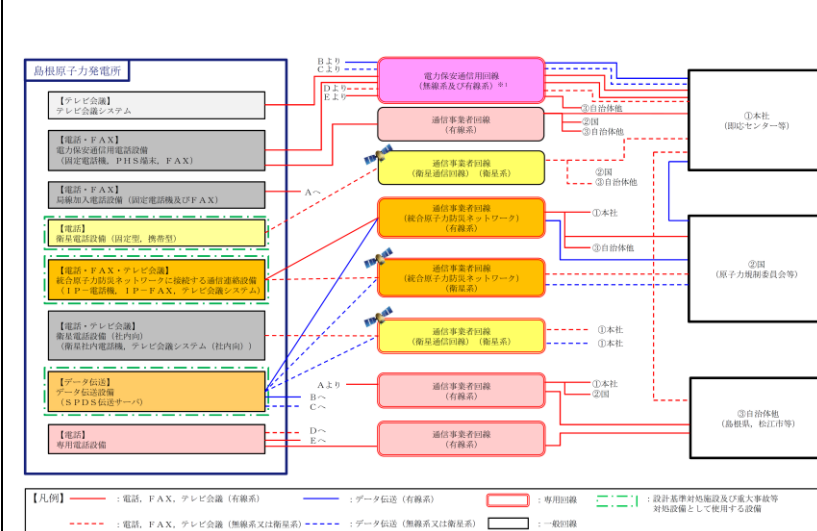 島根原子力発電所
【テレビ会議】
テレビ会議システム
【電話・FAX】
電力保安通信用電話設備
(固定電話機,PHS端末,FAX)
【電話・FAX】
局線加入電話設備(固定電話機及びFAX)
【電話】
衛星電話設備(固定型,携帯型)
【電話・FAX・テレビ会議】
統合原子力防災ネットワークに接続する通信連絡設備
(IP-電話機,IP-FAX,テレビ会議システム)
【電話・テレビ会議】
衛星電話設備(社内向)
(衛星社内電話機,テレビ会議システム(社内向))
【データ伝送】
データ伝送設備
(SPDS伝送サーバ)
【電話】
専用電話設備
Aへ
Bへ
Cへ
Dへ
Eへ
Bより
Cより
Dより
Eより
Aより
電力保安通信用回線
(無線系及び有線系)※1
通信事業者回線
(有線系)
通信事業者回線
(衛星通信回線)(衛星系)
通信事業者回線
(統合原子力防災ネットワーク)
(有線系)
通信事業者回線
(統合原子力防災ネットワーク)
(衛星系)
通信事業者回線
(衛星通信回線)(衛星系)
通信事業者回線
(有線系)
通信事業者回線
(有線系)
③自治体他
②国
③自治体他
②国
③自治体他
①本社
③自治体他
①本社
①本社
①本社
②国
①本社
(即応センター等)
②国
(原子力規制委員会等)
③自治体他
(島根県,松江市等)
【凡例】
:電話,FAX,テレビ会議(有線系)
:データ伝送(有線系)
:専用回線
:設計基準対処施設及び重大事故等
対処設備として使用する設備
:電話,FAX,テレビ会議(無線系又は衛星系)
:データ伝送(無線系又は衛星系)
:一般回線